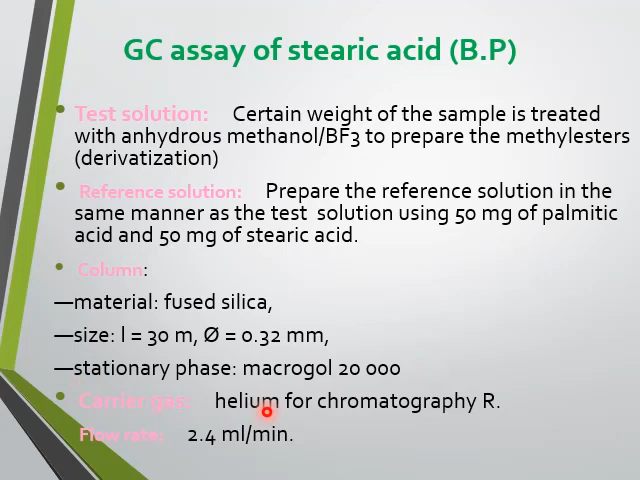 GC assay of stearic acid (B.P)
• Test solution: Certain weight of the sample is treated
with anhydrous methanol/BF3 to prepare the methylesters
(derivatization)
• Reference solution: Prepare the reference solution in the
same manner as the test solution using 50 mg of palmitic
acid and 50 mg of stearic acid.
• Column:
—material: fused silica,
—size: l = 30 m, Ø = 0.32 mm,
—stationary phase: macrogol 20 000
• Carrier gas: helium for chromatography R.
Flow rate: 2.4 ml/min.